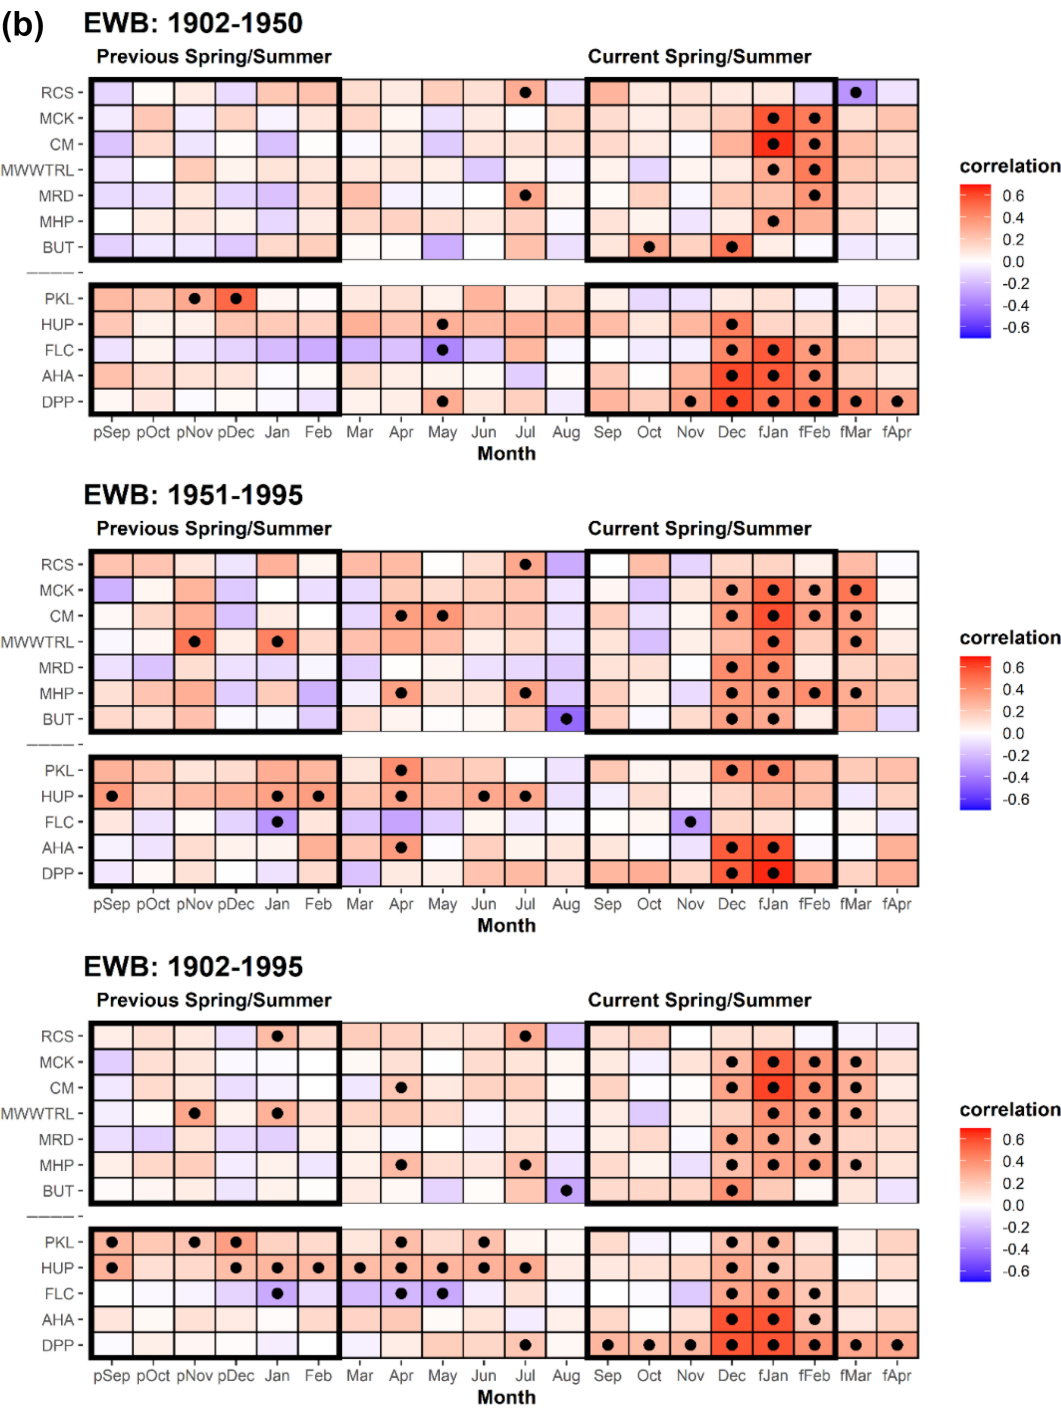 (b) EWB: 1902-1950
Previous Spring/Summer Current Spring/Summer
RCS
MCK
CM
MWWTRL
MRD
MHP
BUT
————
PKL
HUP
FLC
AHA
DPP
pSep pOct pNov pDec Jan Feb Mar Apr May Jun Jul Aug Sep Oct Nov Dec fJan fFeb fMar fApr
Month
correlation
0.6
0.4
0.2
0.0
-0.2
-0.4
-0.6
EWB: 1951-1995
Previous Spring/Summer Current Spring/Summer
RCS
MCK
CM
MWWTRL
MRD
MHP
BUT
————
PKL
HUP
FLC
AHA
DPP
pSep pOct pNov pDec Jan Feb Mar Apr May Jun Jul Aug Sep Oct Nov Dec fJan fFeb fMar fApr
Month
correlation
0.6
0.4
0.2
0.0
-0.2
-0.4
-0.6
EWB: 1902-1995
Previous Spring/Summer Current Spring/Summer
RCS
MCK
CM
MWWTRL
MRD
MHP
BUT
————
PKL
HUP
FLC
AHA
DPP
pSep pOct pNov pDec Jan Feb Mar Apr May Jun Jul Aug Sep Oct Nov Dec fJan fFeb fMar fApr
Month
correlation
0.6
0.4
0.2
0.0
-0.2
-0.4
-0.6